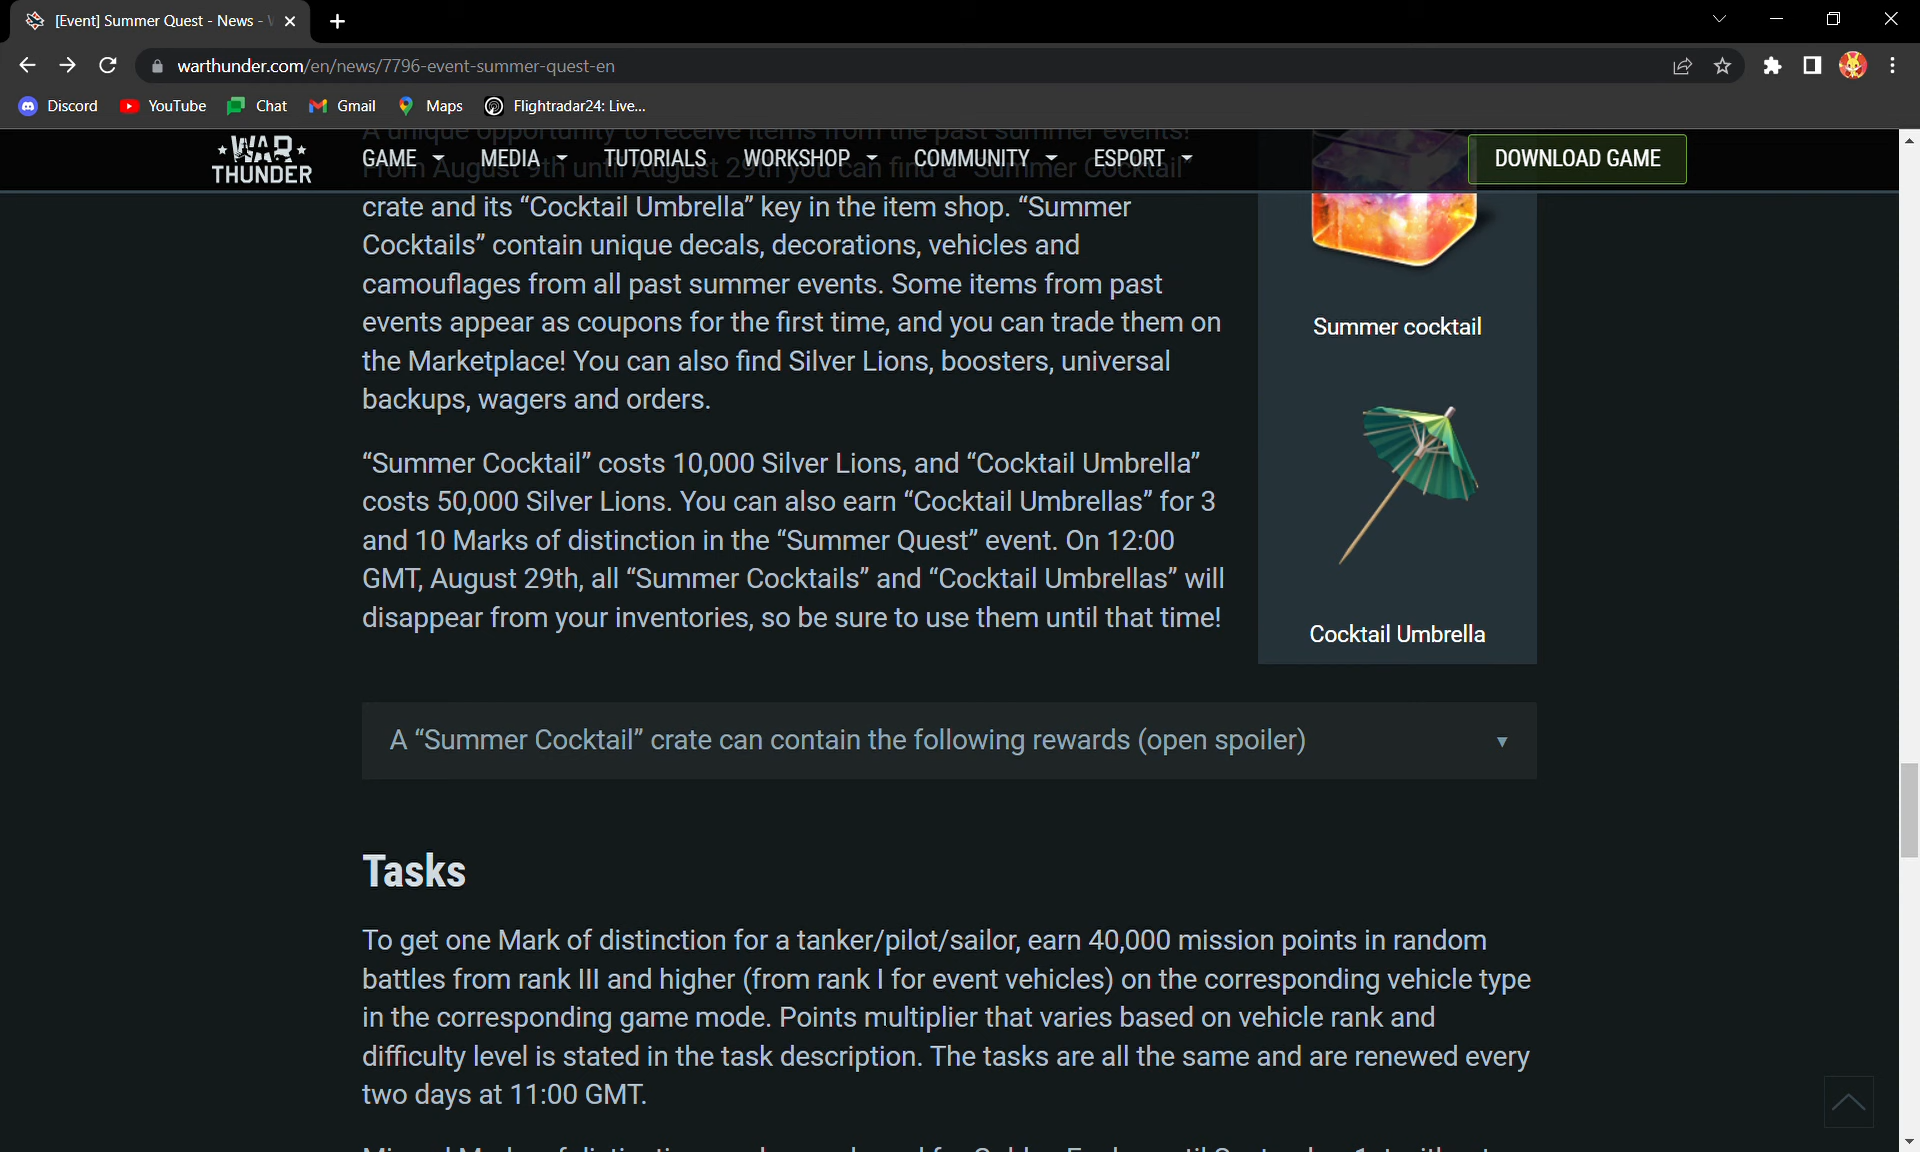 [Event] Summer Quest - News -
warthunder.com/en/news/7796-event-summer-quest-en
Discord YouTube Chat Gmail Maps Flightradar24: Live...
A unique opportunity to receive items from the past summer events!
WAR THUNDER
GAME MEDIA TUTORIALS WORKSHOP COMMUNITY ESPORT DOWNLOAD GAME
From August 9th until August 29th you can find a "Summer Cocktail"
crate and its “Cocktail Umbrella” key in the item shop. “Summer
Cocktails” contain unique decals, decorations, vehicles and
camouflages from all past summer events. Some items from past
events appear as coupons for the first time, and you can trade them on
the Marketplace! You can also find Silver Lions, boosters, universal
backups, wagers and orders.
“Summer Cocktail” costs 10,000 Silver Lions, and “Cocktail Umbrella”
costs 50,000 Silver Lions. You can also earn “Cocktail Umbrellas” for 3
and 10 Marks of distinction in the “Summer Quest” event. On 12:00
GMT, August 29th, all “Summer Cocktails” and “Cocktail Umbrellas” will
disappear from your inventories, so be sure to use them until that time!
Summer cocktail
Cocktail Umbrella
A “Summer Cocktail” crate can contain the following rewards (open spoiler)
Tasks
To get one Mark of distinction for a tanker/pilot/sailor, earn 40,000 mission points in random
battles from rank III and higher (from rank I for event vehicles) on the corresponding vehicle type
in the corresponding game mode. Points multiplier that varies based on vehicle rank and
difficulty level is stated in the task description. The tasks are all the same and are renewed every
two days at 11:00 GMT.